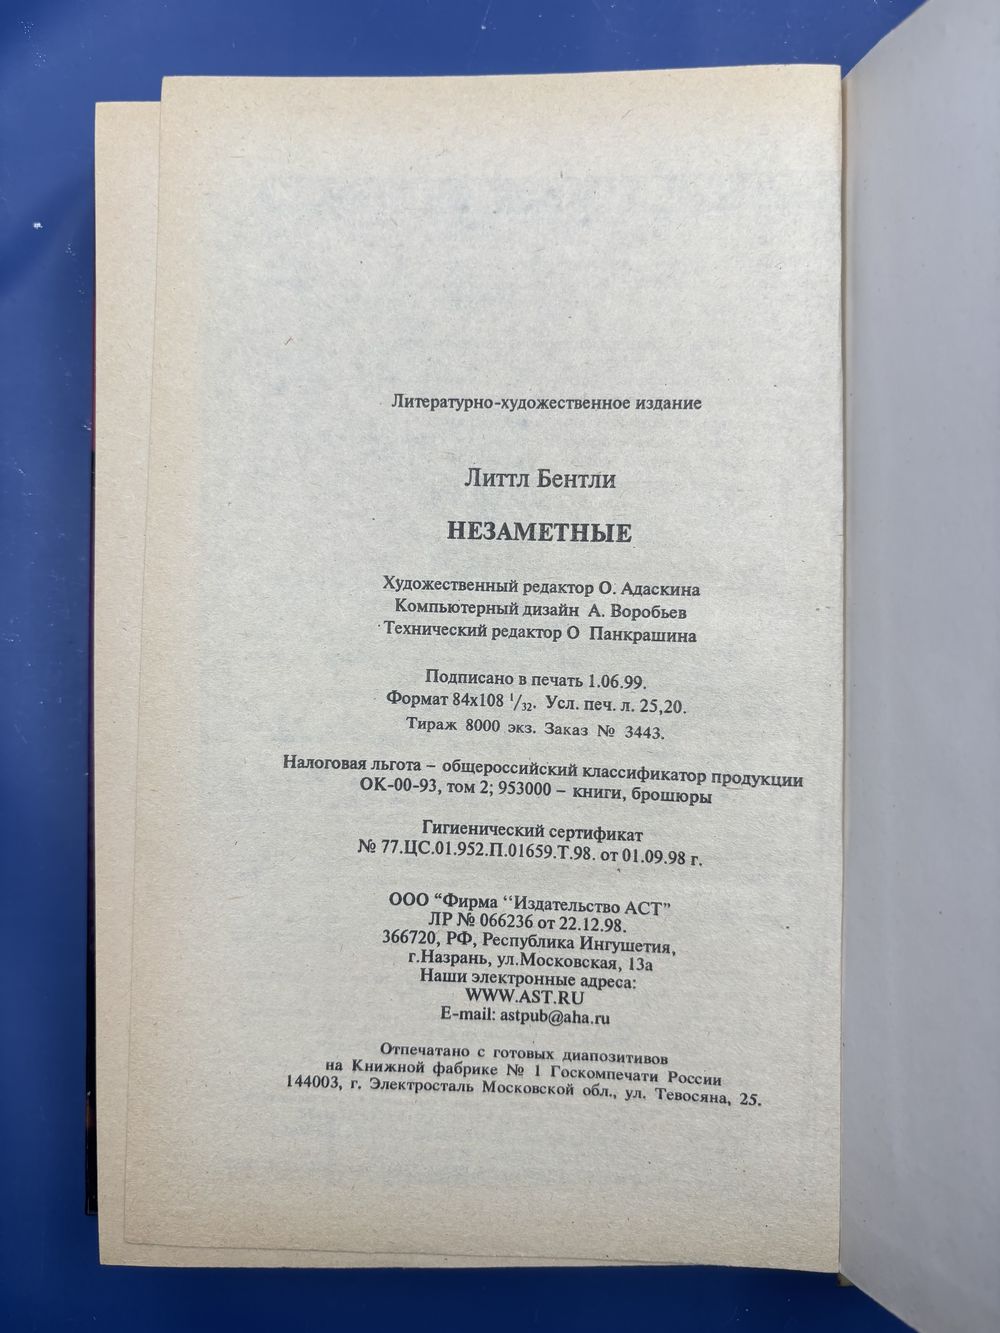 Литературно-художественное издание
Литтл Бентли
НЕЗАМЕТНЫЕ
Художественный редактор О. Адаскина
Компьютерный дизайн А. Воробьев
Технический редактор О Панкрашина
Подписано в печать 1.06.99.
Формат 84х108 ¹/₃₂. Усл. печ. л. 25,20.
Тираж 8000 экз. Заказ № 3443.
Налоговая льгота – общероссийский классификатор продукции
ОК-00-93, том 2; 953000 – книги, брошюры
Гигиенический сертификат
№ 77.ЦС.01.952.П.01659.Т.98. от 01.09.98 г.
ООО “Фирма “Издательство АСТ”
ЛР № 066236 от 22.12.98.
366720, РФ, Республика Ингушетия,
г.Назрань, ул.Московская, 13а
Наши электронные адреса:
WWW.AST.RU
E-mail: astpub@aha.ru
Отпечатано с готовых диапозитивов
на Книжной фабрике № 1 Госкомпечати России
144003, г. Электросталь Московской обл., ул. Тевосяна, 25.